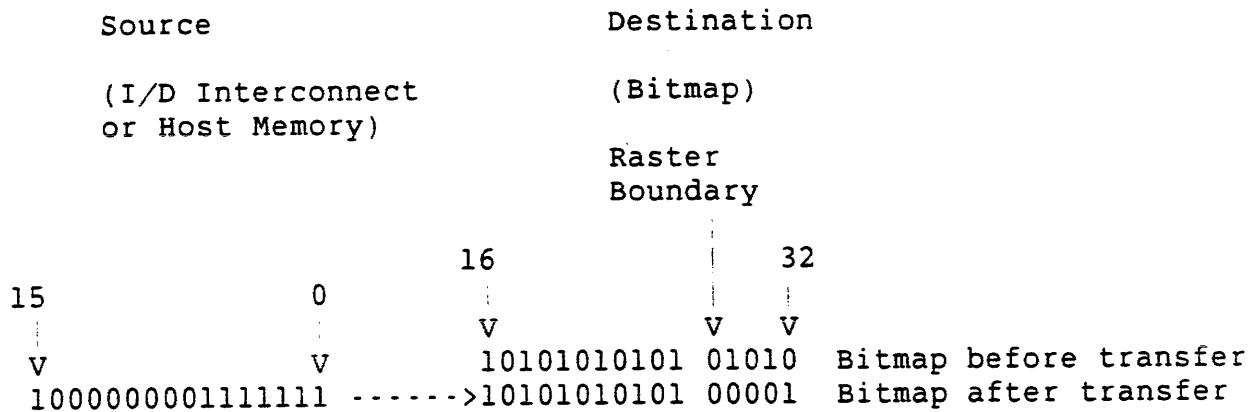 Source Destination
(I/D Interconnect (Bitmap)
or Host Memory)
Raster
Boundary
16 32
15 0
V V V
V V 10101010101 01010 Bitmap before transfer
1000000001111111 ------>10101010101 00001 Bitmap after transfer